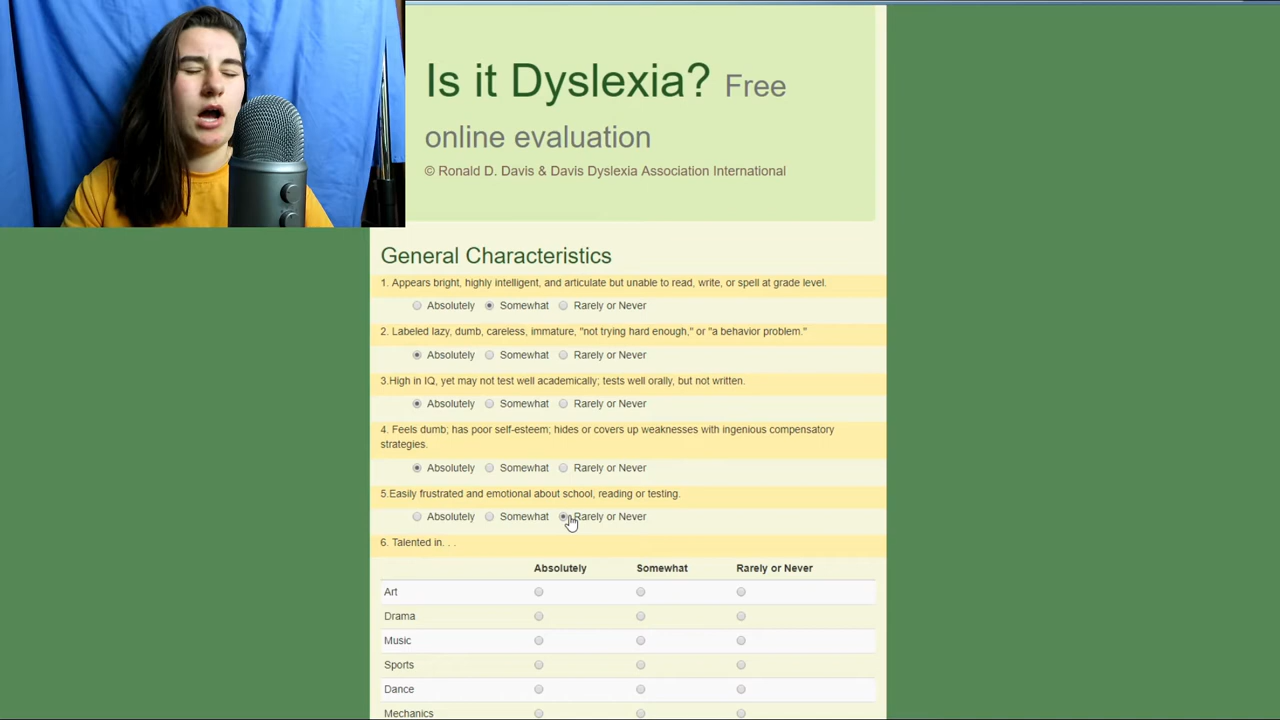 Is it Dyslexia? Free
online evaluation
© Ronald D. Davis & Davis Dyslexia Association International
General Characteristics
1. Appears bright, highly intelligent, and articulate but unable to read, write, or spell at grade level.
Absolutely Somewhat Rarely or Never
2. Labeled lazy, dumb, careless, immature, "not trying hard enough," or "a behavior problem."
Absolutely Somewhat Rarely or Never
3.High in IQ, yet may not test well academically; tests well orally, but not written.
Absolutely Somewhat Rarely or Never
4. Feels dumb; has poor self-esteem; hides or covers up weaknesses with ingenious compensatory
strategies.
Absolutely Somewhat Rarely or Never
5.Easily frustrated and emotional about school, reading or testing.
Absolutely Somewhat Rarely or Never
6. Talented in. . .
Absolutely Somewhat Rarely or Never
Art
Drama
Music
Sports
Dance
Mechanics